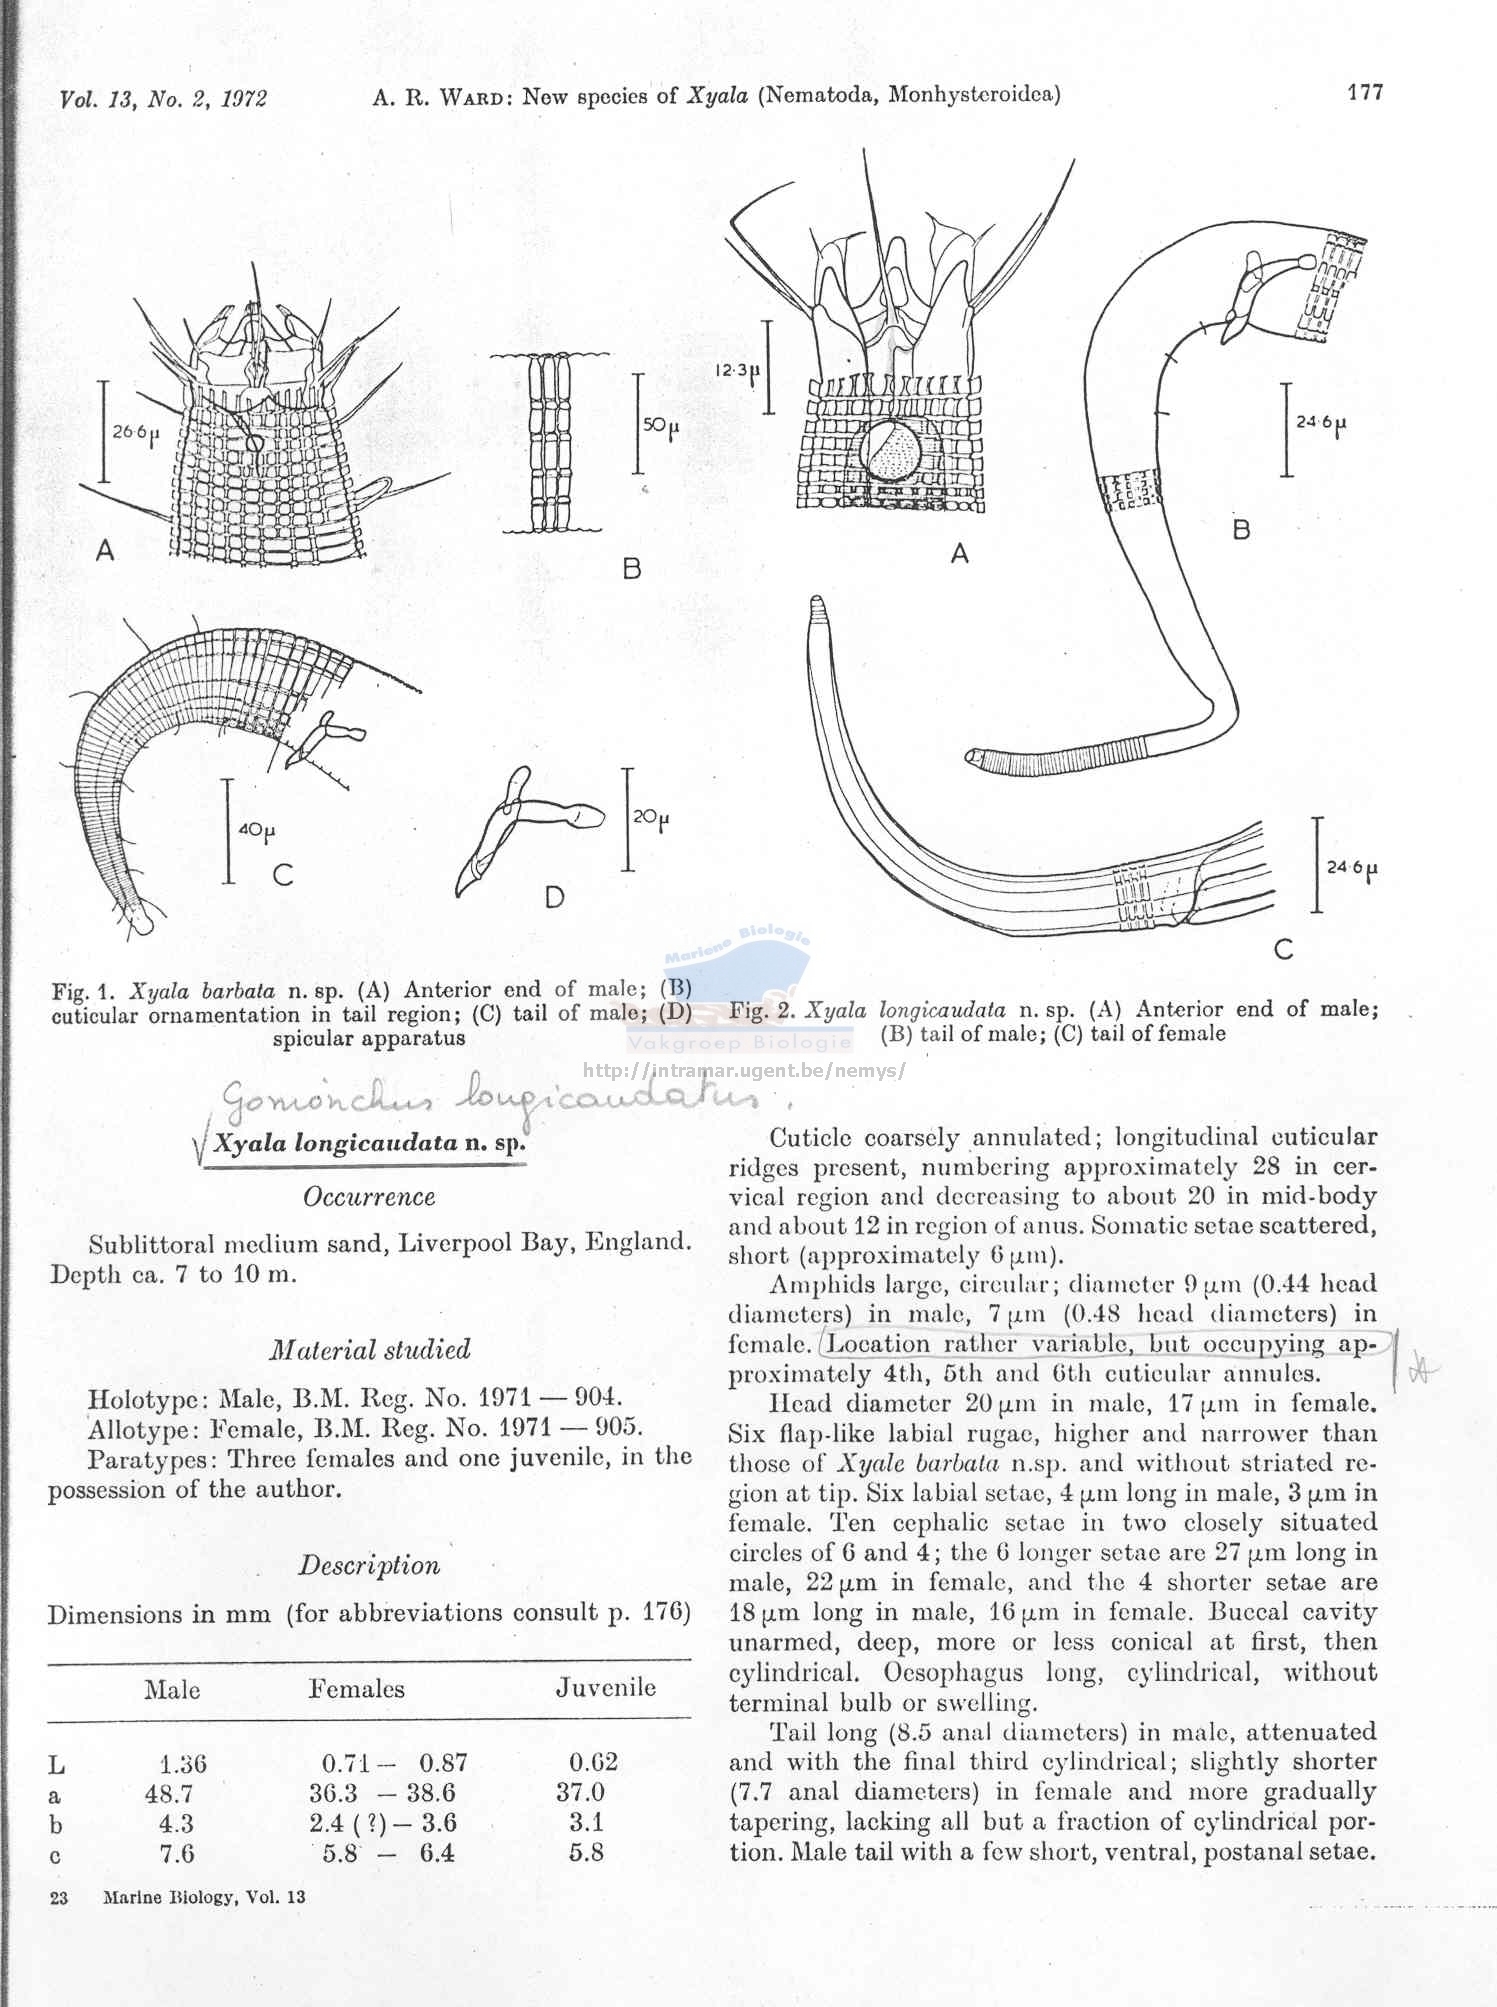 Vol. 13, No. 2, 1972
A. R. WARD: New species of Xyala (Nematoda, Monhysteroidea)
177
26·6µ
A
50µ
B
12·3µ
A
24·6µ
B
40µ
C
20µ
D
24·6µ
C
Marine Biologie
Vakgroep Biologie
http://intramar.ugent.be/nemys/
Fig. 1. Xyala barbata n. sp. (A) Anterior end of male; (B)
cuticular ornamentation in tail region; (C) tail of male; (D)
spicular apparatus
Fig. 2. Xyala longicaudata n. sp. (A) Anterior end of male;
(B) tail of male; (C) tail of female
Gomionchus longicaudatus.
Xyala longicaudata n. sp.
Occurrence
Sublittoral medium sand, Liverpool Bay, England.
Depth ca. 7 to 10 m.
Material studied
Holotype: Male, B.M. Reg. No. 1971 — 904.
Allotype: Female, B.M. Reg. No. 1971 — 905.
Paratypes: Three females and one juvenile, in the
possession of the author.
Description
Dimensions in mm (for abbreviations consult p. 176)
Male Females Juvenile
L 1.36 0.71 — 0.87 0.62
a 48.7 36.3 — 38.6 37.0
b 4.3 2.4 (?) — 3.6 3.1
c 7.6 5.8 — 6.4 5.8
23 Marine Biology, Vol. 13
Cuticle coarsely annulated; longitudinal cuticular
ridges present, numbering approximately 28 in cer-
vical region and decreasing to about 20 in mid-body
and about 12 in region of anus. Somatic setae scattered,
short (approximately 6 µm).
Amphids large, circular; diameter 9 µm (0.44 head
diameters) in male, 7 µm (0.48 head diameters) in
female. Location rather variable, but occupying ap-
proximately 4th, 5th and 6th cuticular annules.
Head diameter 20 µm in male, 17 µm in female.
Six flap-like labial rugae, higher and narrower than
those of Xyale barbata n.sp. and without striated re-
gion at tip. Six labial setae, 4 µm long in male, 3 µm in
female. Ten cephalic setae in two closely situated
circles of 6 and 4; the 6 longer setae are 27 µm long in
male, 22 µm in female, and the 4 shorter setae are
18 µm long in male, 16 µm in female. Buccal cavity
unarmed, deep, more or less conical at first, then
cylindrical. Oesophagus long, cylindrical, without
terminal bulb or swelling.
Tail long (8.5 anal diameters) in male, attenuated
and with the final third cylindrical; slightly shorter
(7.7 anal diameters) in female and more gradually
tapering, lacking all but a fraction of cylindrical por-
tion. Male tail with a few short, ventral, postanal setae.